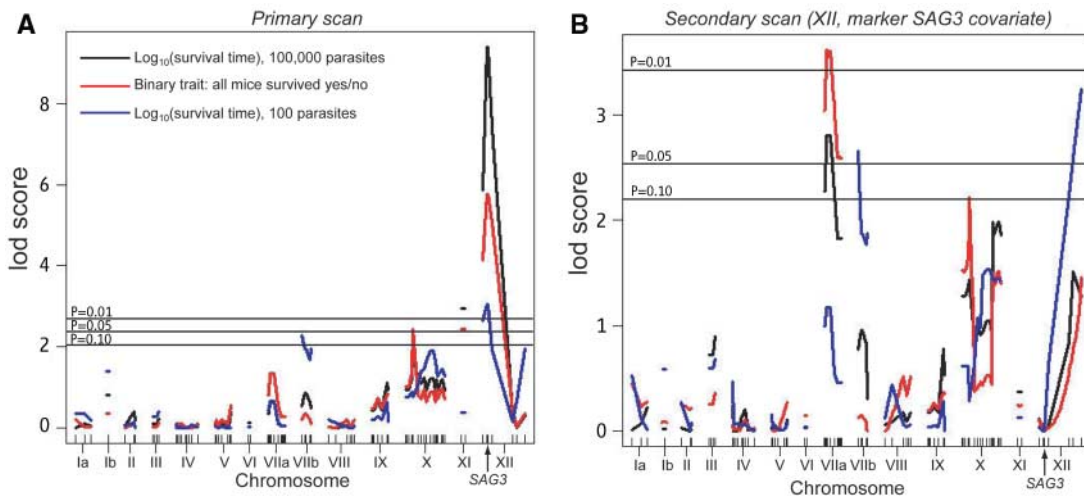 A
Primary scan
Log10(survival time), 100,000 parasites
Binary trait: all mice survived yes/no
Log10(survival time), 100 parasites
8
6
4
2
0
lod score
P=0.01
P=0.05
P=0.10
Ia Ib II III IV V VI VIIa VIIb VIII IX X XI XII
Chromosome
SAG3
B
Secondary scan (XII, marker SAG3 covariate)
3
2
1
0
lod score
P=0.01
P=0.05
P=0.10
Ia Ib II III IV V VI VIIa VIIb VIII IX X XI XII
Chromosome
SAG3